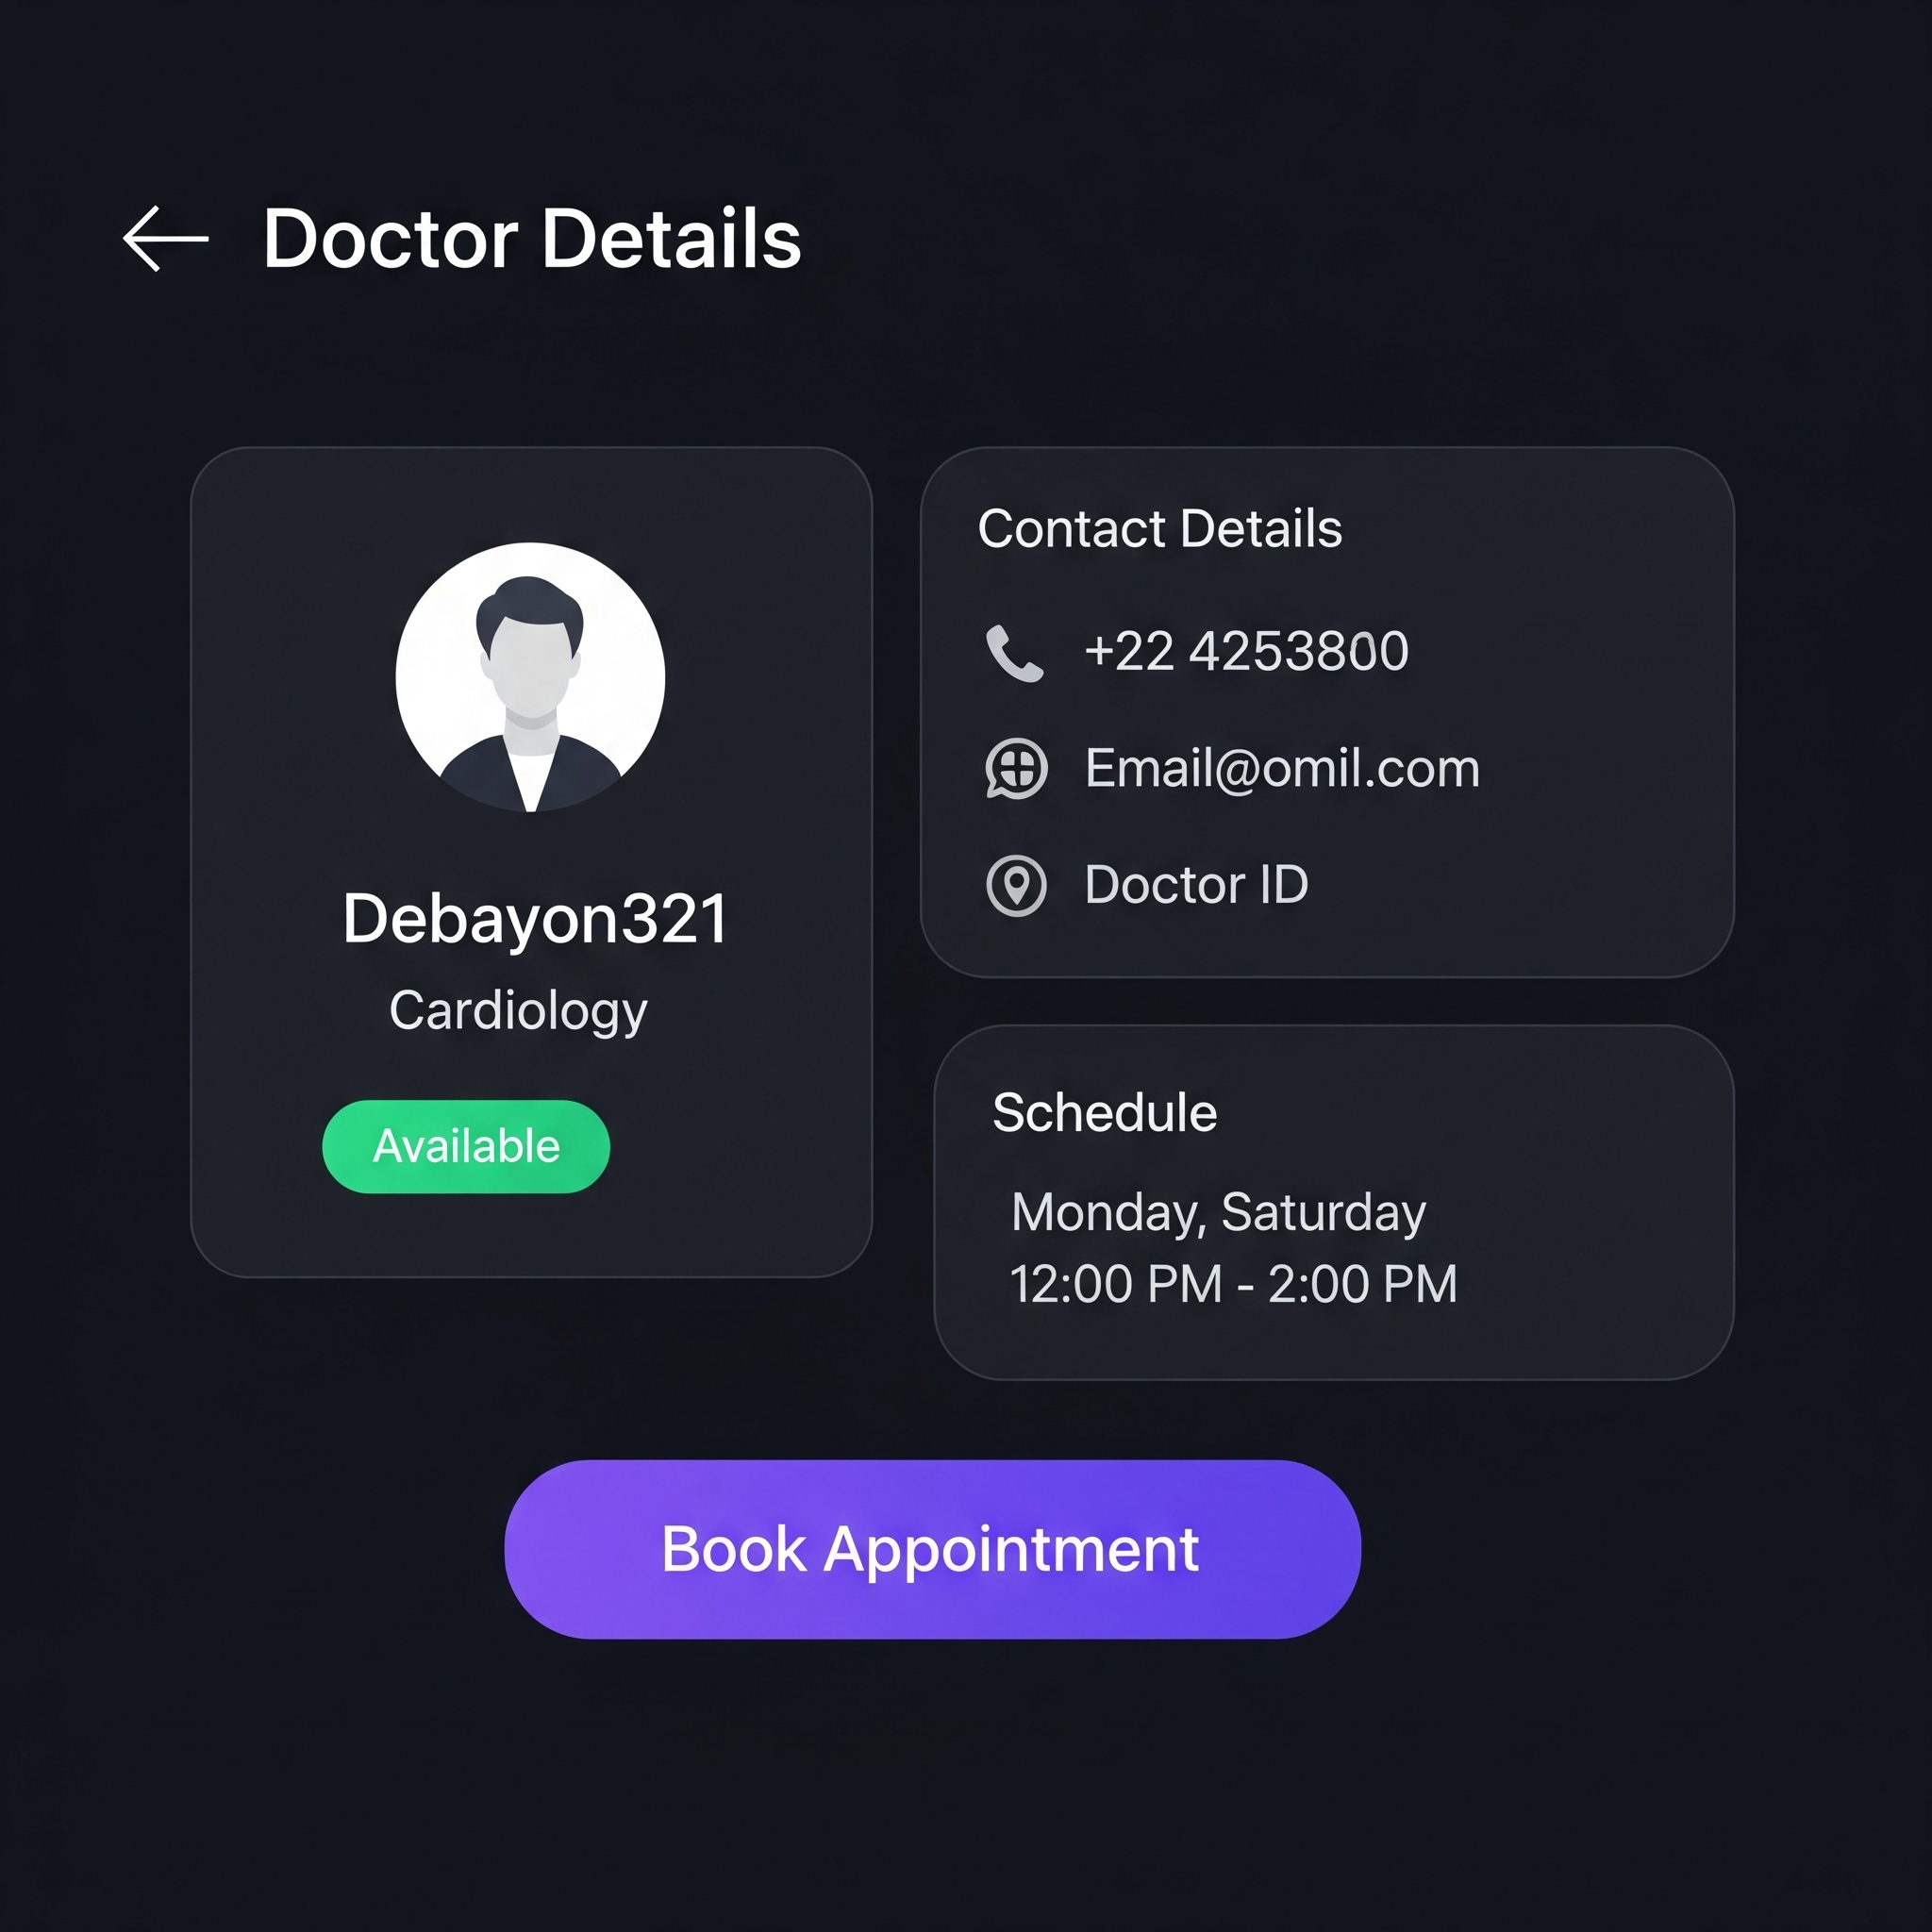 Doctor Details
Debayon321
Cardiology
Available
Contact Details
+22 4253800
Email@omil.com
Doctor ID
Schedule
Monday, Saturday
12:00 PM - 2:00 PM
Book Appointment